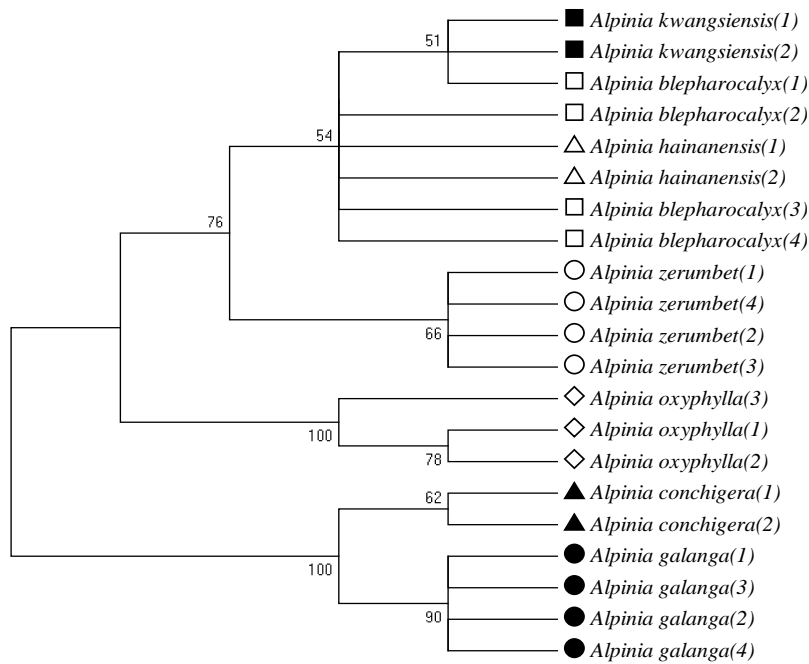 51
Alpinia kwangsiensis(1)
Alpinia kwangsiensis(2)
Alpinia blepharocalyx(1)
Alpinia blepharocalyx(2)
54
Alpinia hainanensis(1)
Alpinia hainanensis(2)
Alpinia blepharocalyx(3)
76
Alpinia blepharocalyx(4)
Alpinia zerumbet(1)
Alpinia zerumbet(4)
66
Alpinia zerumbet(2)
Alpinia zerumbet(3)
Alpinia oxyphylla(3)
100
Alpinia oxyphylla(1)
78
Alpinia oxyphylla(2)
62
Alpinia conchigera(1)
Alpinia conchigera(2)
100
Alpinia galanga(1)
Alpinia galanga(3)
90
Alpinia galanga(2)
Alpinia galanga(4)